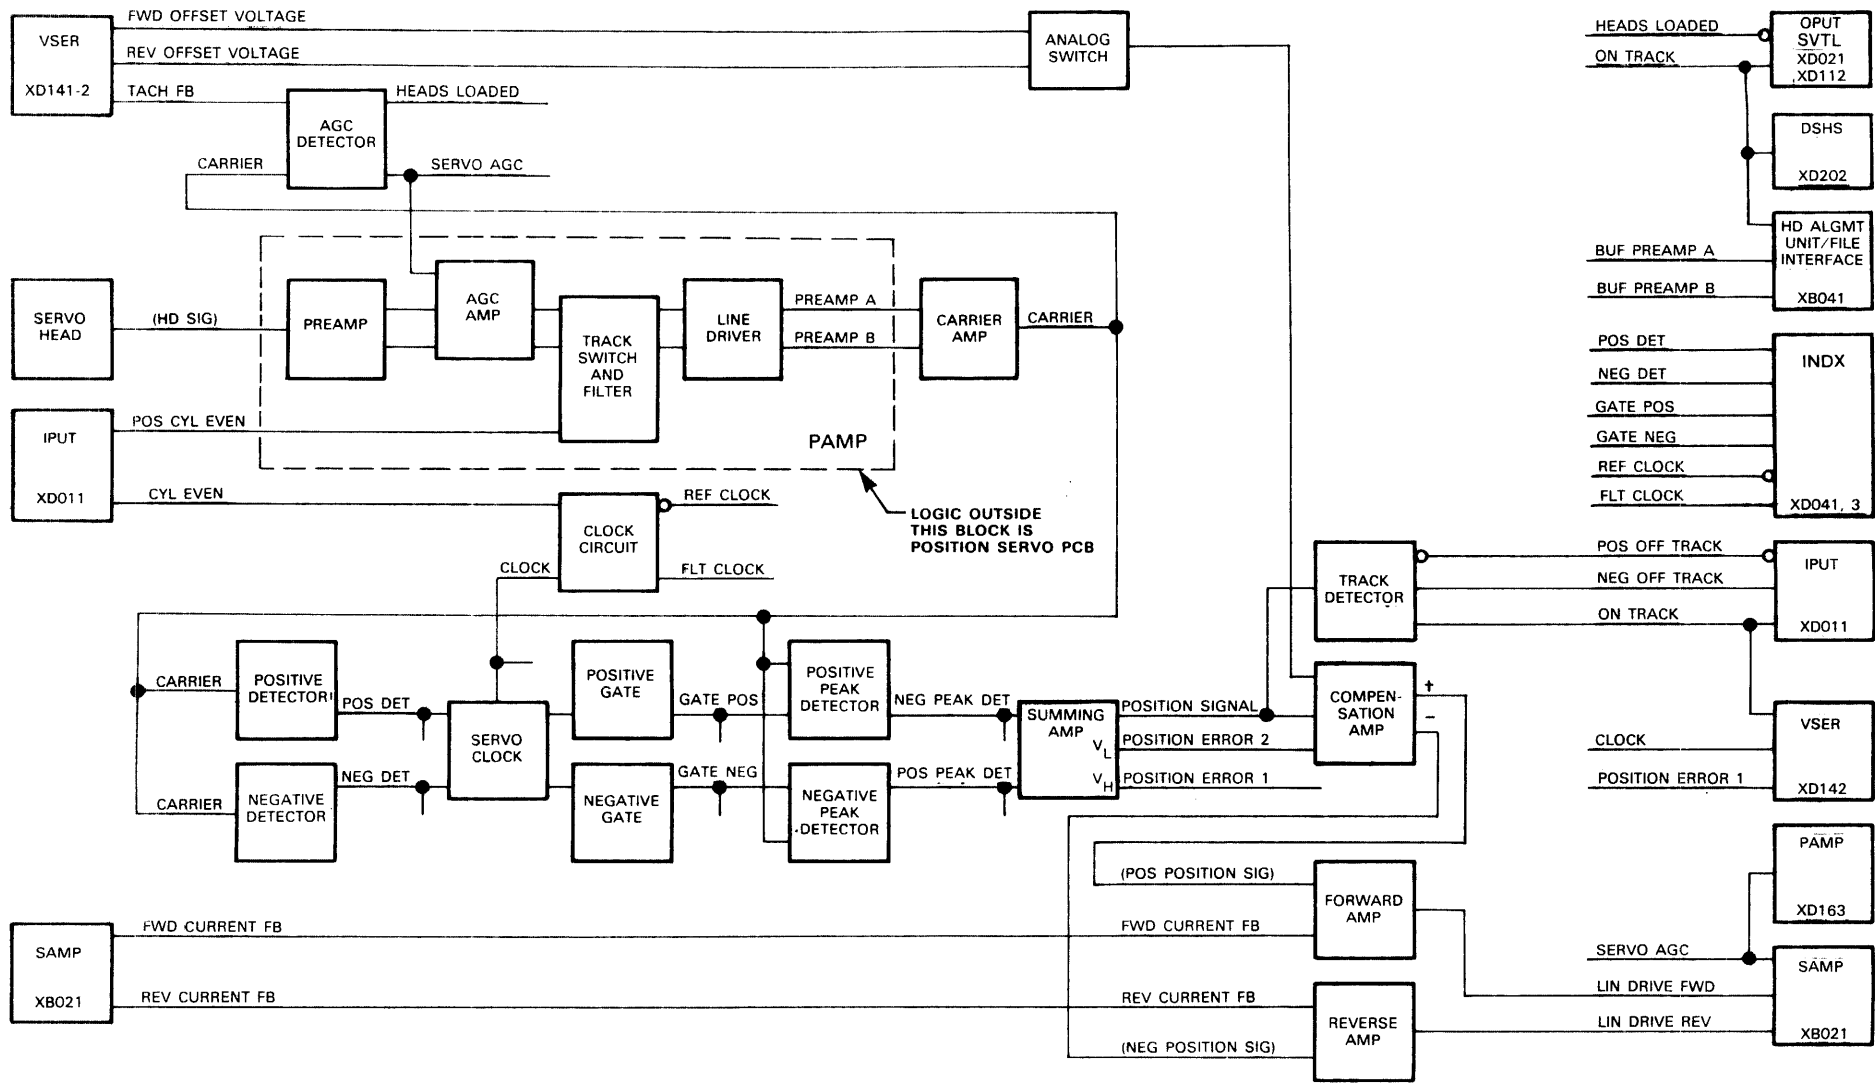 FWD OFFSET VOLTAGE
VSER
REV OFFSET VOLTAGE
XD141-2
TACH FB
AGC
DETECTOR
HEADS LOADED
CARRIER
SERVO AGC
ANALOG
SWITCH
HEADS LOADED
ON TRACK
OPUT
SVTL
XD021
XD112
DSHS
XD202
HD ALGMT
UNIT/FILE
INTERFACE
XB041
BUF PREAMP A
BUF PREAMP B
SERVO
HEAD
(HD SIG)
PREAMP
AGC
AMP
TRACK
SWITCH
AND
FILTER
LINE
DRIVER
PREAMP A
PREAMP B
CARRIER
AMP
CARRIER
PAMP
POS DET
NEG DET
GATE POS
GATE NEG
REF CLOCK
FLT CLOCK
INDX
XD041, 3
IPUT
XD011
POS CYL EVEN
CYL EVEN
CLOCK
CIRCUIT
REF CLOCK
FLT CLOCK
CLOCK
LOGIC OUTSIDE
THIS BLOCK IS
POSITION SERVO PCB
TRACK
DETECTOR
POS OFF TRACK
NEG OFF TRACK
ON TRACK
IPUT
XD011
CARRIER
POSITIVE
DETECTOR
POS DET
SERVO
CLOCK
POSITIVE
GATE
GATE POS
POSITIVE
PEAK
DETECTOR
NEG PEAK DET
SUMMING
AMP
VL
VH
POSITION SIGNAL
POSITION ERROR 2
POSITION ERROR 1
COMPEN-
SATION
AMP
+
−
CARRIER
NEGATIVE
DETECTOR
NEG DET
NEGATIVE
GATE
GATE NEG
NEGATIVE
PEAK
DETECTOR
POS PEAK DET
VSER
XD142
CLOCK
POSITION ERROR 1
PAMP
XD163
(POS POSITION SIG)
FORWARD
AMP
FWD CURRENT FB
FWD CURRENT FB
SAMP
XB021
REV CURRENT FB
REV CURRENT FB
REVERSE
AMP
(NEG POSITION SIG)
SERVO AGC
LIN DRIVE FWD
LIN DRIVE REV
SAMP
XB021